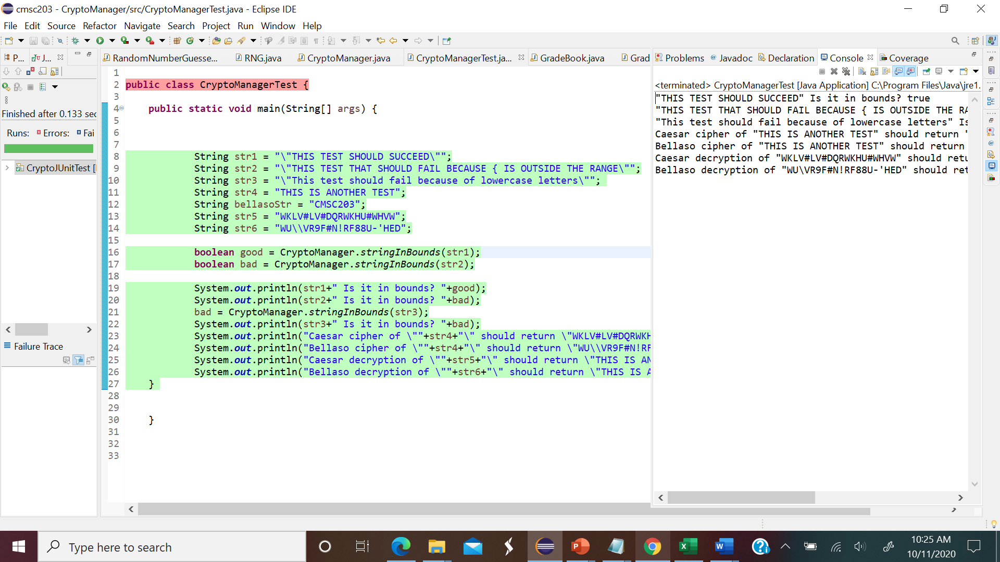 cmsc203 - CryptoManager/src/CryptoManagerTest.java - Eclipse IDE
File Edit Source Refactor Navigate Search Project Run Window Help
P... J... RandomNumberGuesse... RNG.java CryptoManager.java CryptoManagerTest.ja... GradeBook.java Grad Problems @ Javadoc Declaration Console Coverage
Finished after 0.133 sec
Runs: Errors: Fai
CryptoJUnitTest [
Failure Trace
1
2 public class CryptoManagerTest {
3
4 public static void main(String[] args) {
5
6
7
8 String str1 = "\"THIS TEST SHOULD SUCCEED\"";
9 String str2 = "\"THIS TEST THAT SHOULD FAIL BECAUSE { IS OUTSIDE THE RANGE\"";
10 String str3 = "\"This test should fail because of lowercase letters\"";
11 String str4 = "THIS IS ANOTHER TEST";
12 String bellasoStr = "CMSC203";
13 String str5 = "WKLV#LV#DQRWKHU#WHVW";
14 String str6 = "WU\\VR9F#N!RF88U-'HED";
15
16 boolean good = CryptoManager.stringInBounds(str1);
17 boolean bad = CryptoManager.stringInBounds(str2);
18
19 System.out.println(str1+" Is it in bounds? "+good);
20 System.out.println(str2+" Is it in bounds? "+bad);
21 bad = CryptoManager.stringInBounds(str3);
22 System.out.println(str3+" Is it in bounds? "+bad);
23 System.out.println("Caesar cipher of \""+str4+"\" should return \"WKLV#LV#DQRWKH
24 System.out.println("Bellaso cipher of \""+str4+"\" should return \"WU\\VR9F#N!RF
25 System.out.println("Caesar decryption of \""+str5+"\" should return \"THIS IS AN
26 System.out.println("Bellaso decryption of \""+str6+"\" should return \"THIS IS A
27 }
28
29
30 }
31
32
33
<terminated> CryptoManagerTest [Java Application] C:\Program Files\Java\jre1.
"THIS TEST SHOULD SUCCEED" Is it in bounds? true
"THIS TEST THAT SHOULD FAIL BECAUSE { IS OUTSIDE THE RA
"This test should fail because of lowercase letters" Is
Caesar cipher of "THIS IS ANOTHER TEST" should return "
Bellaso cipher of "THIS IS ANOTHER TEST" should return
Caesar decryption of "WKLV#LV#DQRWKHU#WHVW" should retu
Bellaso decryption of "WU\VR9F#N!RF88U-'HED" should ret
Type here to search
10:25 AM
10/11/2020